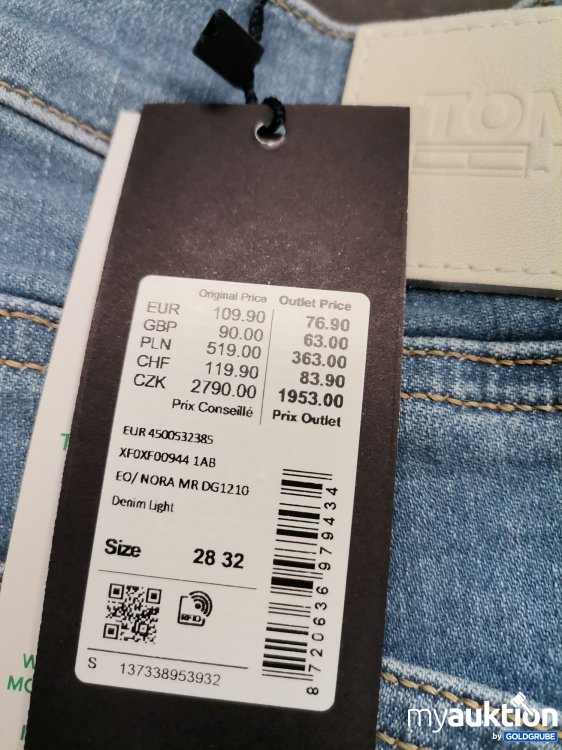 TOM
Original Price Outlet Price
EUR 109.90 76.90
GBP 90.00 63.00
PLN 519.00 363.00
CHF 119.90 83.90
CZK 2790.00 1953.00
Prix Conseillé Prix Outlet
EUR 4500532385
XF0XF00944 1AB
EO/ NORA MR DG1210
Denim Light
Size 28 32
RFID
8 720636 979434
S 137338953932
T
W
MO
I
myauktion
by GOLDGRUBE